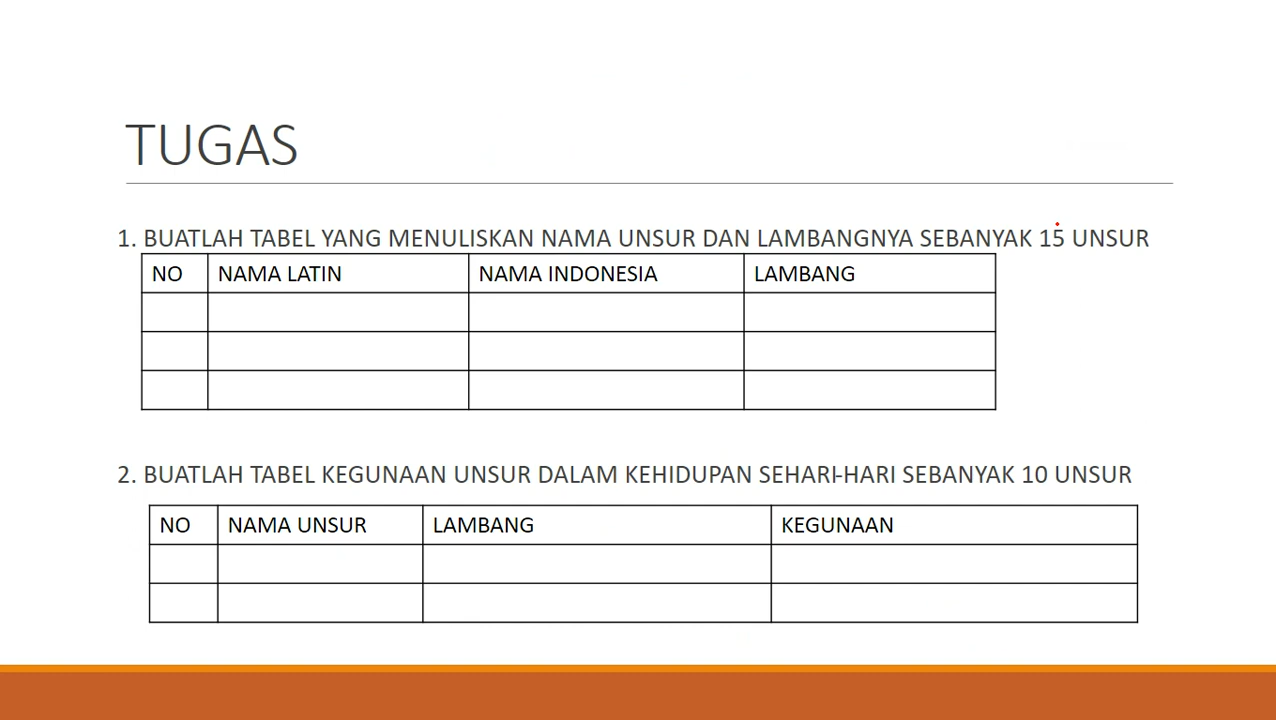 TUGAS
1. BUATLAH TABEL YANG MENULISKAN NAMA UNSUR DAN LAMBANGNYA SEBANYAK 15 UNSUR
NO NAMA LATIN NAMA INDONESIA LAMBANG
2. BUATLAH TABEL KEGUNAAN UNSUR DALAM KEHIDUPAN SEHARI-HARI SEBANYAK 10 UNSUR
NO NAMA UNSUR LAMBANG KEGUNAAN